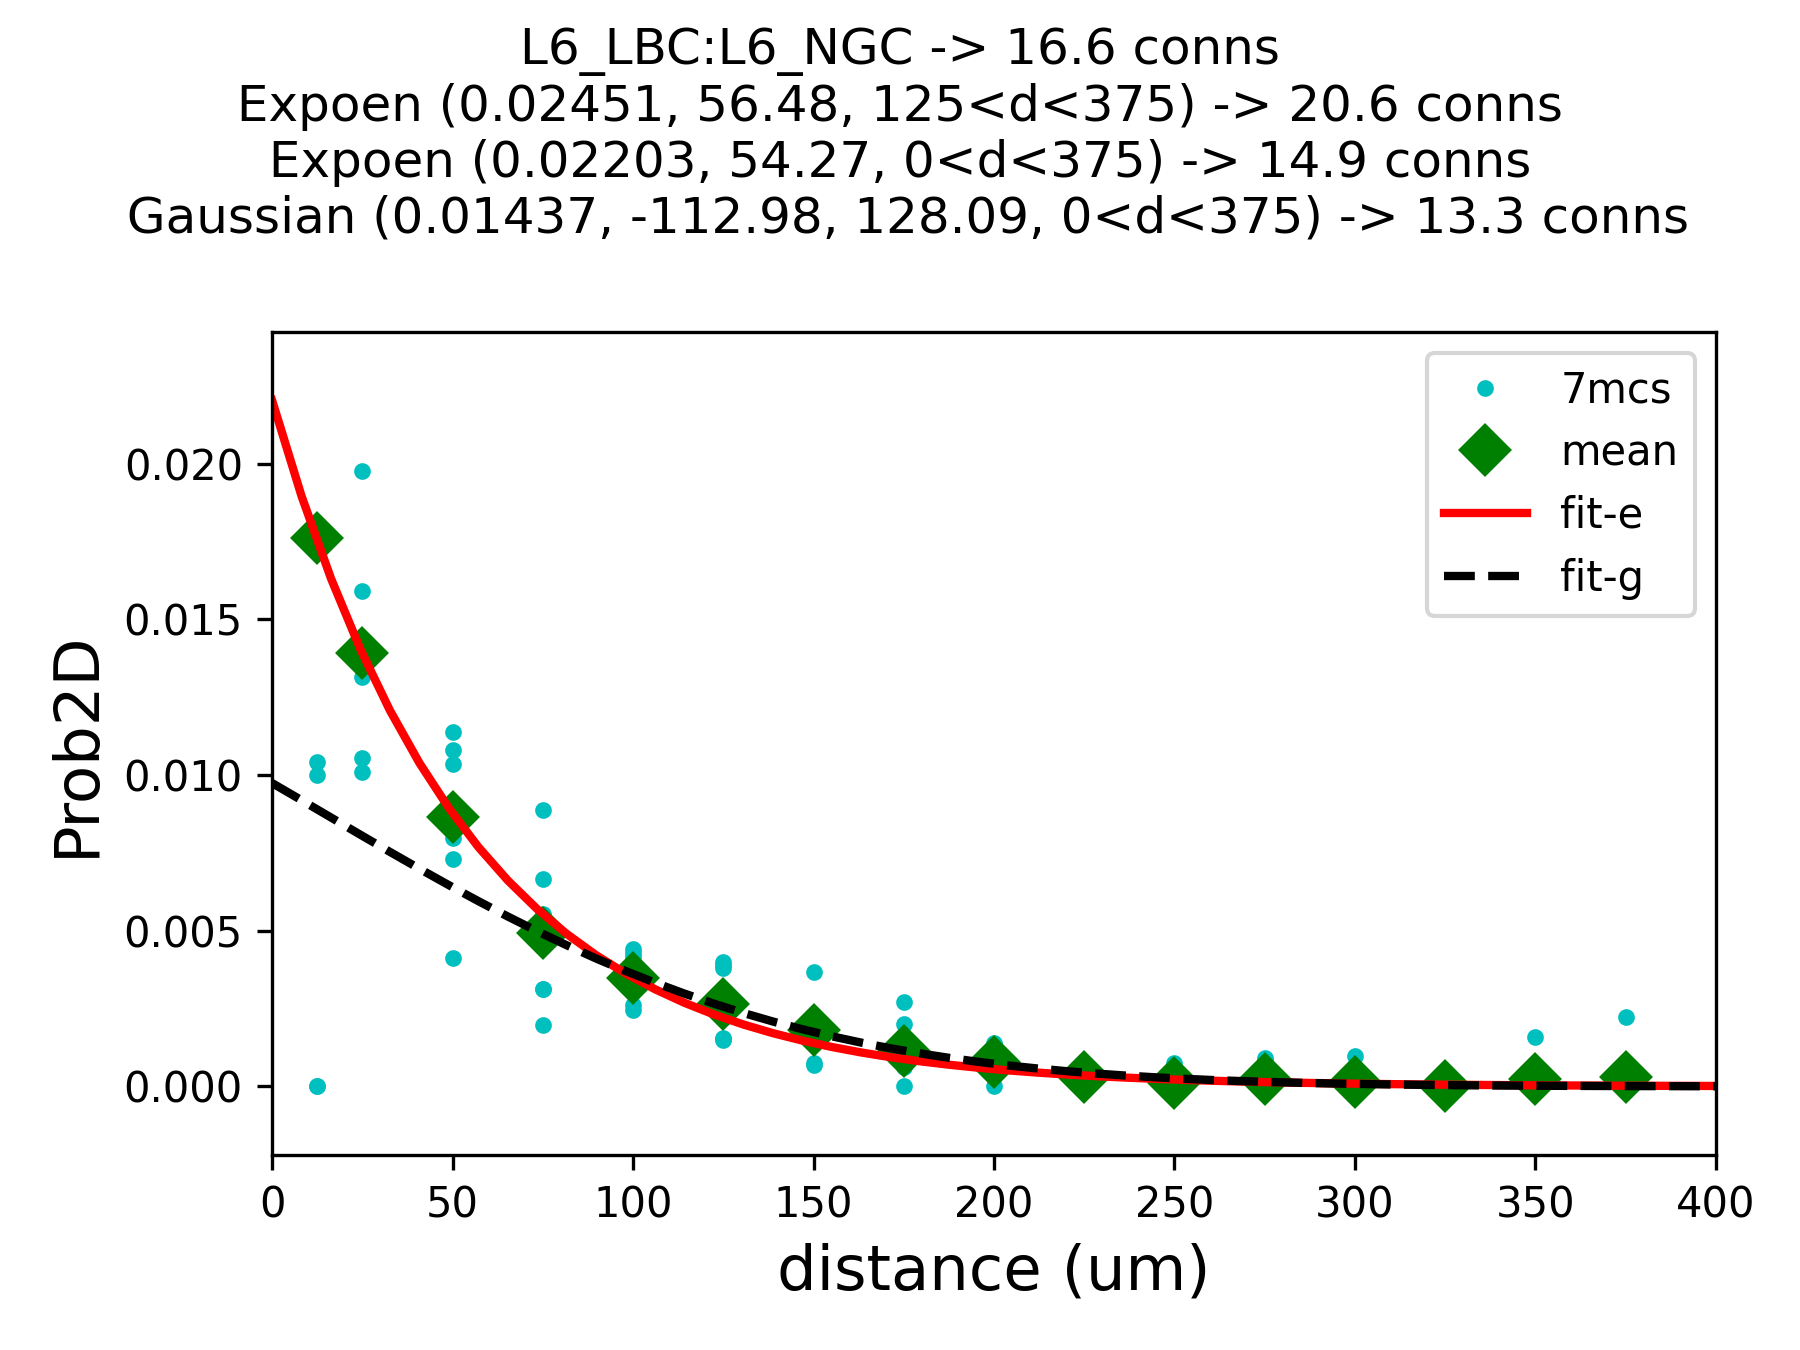 L6_LBC:L6_NGC -> 16.6 conns
Expoen (0.02451, 56.48, 125<d<375) -> 20.6 conns
Expoen (0.02203, 54.27, 0<d<375) -> 14.9 conns
Gaussian (0.01437, -112.98, 128.09, 0<d<375) -> 13.3 conns
7mcs
mean
fit-e
fit-g
Prob2D
0.020
0.015
0.010
0.005
0.000
0 50 100 150 200 250 300 350 400
distance (um)